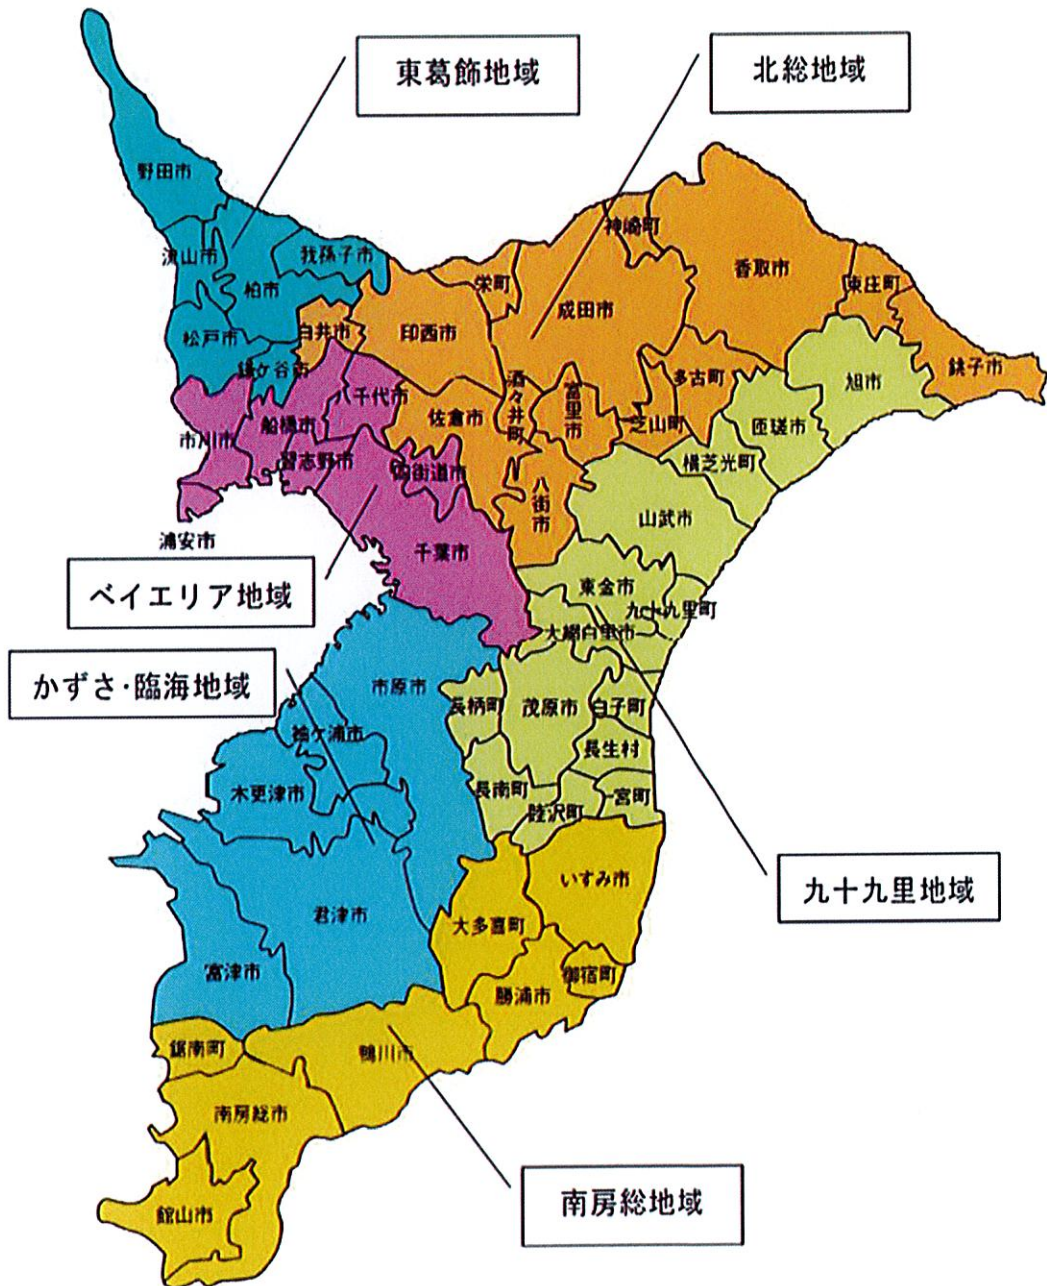 東葛飾地域
北総地域
野田市
流山市
柏市
我孫子市
松戸市
鎌ケ谷市
白井市
印西市
栄町
成田市
神崎町
香取市
東庄町
銚子市
旭市
匝瑳市
多古町
芝山町
横芝光町
富里市
酒々井町
佐倉市
八街市
八千代市
船橋市
市川市
習志野市
四街道市
浦安市
千葉市
山武市
東金市
九十九里町
大網白里市
ベイエリア地域
かずさ・臨海地域
市原市
袖ケ浦市
木更津市
長柄町
茂原市
白子町
長生村
長南町
睦沢町
宮町
九十九里地域
いすみ市
大多喜町
君津市
富津市
勝浦市
御宿町
鋸南町
鴨川市
南房総市
館山市
南房総地域